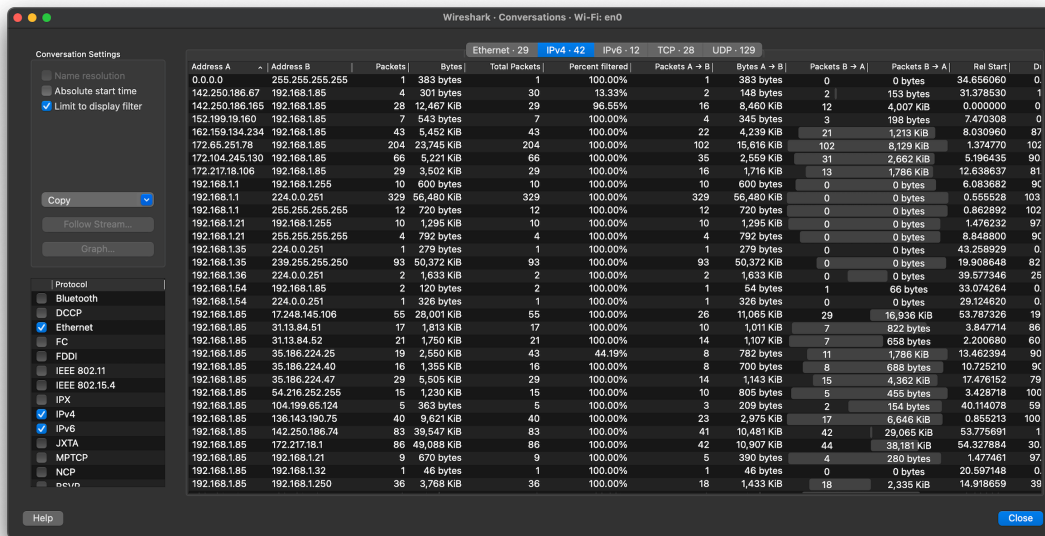 Wireshark · Conversations · Wi-Fi: en0
Conversation Settings
Name resolution
Absolute start time
Limit to display filter
Copy
Follow Stream...
Graph...
Protocol
Bluetooth
DCCP
Ethernet
FC
FDDI
IEEE 802.11
IEEE 802.15.4
IPX
IPv4
IPv6
JXTA
MPTCP
NCP
RSVP
Ethernet · 29 IPv4 · 42 IPv6 · 12 TCP · 28 UDP · 129
Address A Address B Packets Bytes Total Packets Percent filtered Packets A → B Bytes A → B Packets B → A Packets B → A Rel Start
0.0.0.0 255.255.255.255 1 383 bytes 1 100.00% 1 383 bytes 0 0 bytes 34.656060 0.
142.250.186.67 192.168.1.85 4 301 bytes 30 13.33% 2 148 bytes 2 153 bytes 31.378530 1
142.250.186.165 192.168.1.85 28 12,467 KiB 29 96.55% 16 8,460 KiB 12 4,007 KiB 0.000000 0
152.199.19.160 192.168.1.85 7 543 bytes 7 100.00% 4 345 bytes 3 198 bytes 7.470308 0
162.159.134.234 192.168.1.85 43 5,452 KiB 43 100.00% 22 4,239 KiB 21 1,213 KiB 8.030960 87
172.65.251.78 192.168.1.85 204 23,745 KiB 204 100.00% 102 15,616 KiB 102 8,129 KiB 1.374770 102
172.104.245.130 192.168.1.85 66 5,221 KiB 66 100.00% 35 2,559 KiB 31 2,662 KiB 5.196435 90.
172.217.18.106 192.168.1.85 29 3,502 KiB 29 100.00% 16 1,716 KiB 13 1,786 KiB 12.638637 81.
192.168.1.1 192.168.1.255 10 600 bytes 10 100.00% 10 600 bytes 0 0 bytes 6.083682 90
192.168.1.1 224.0.0.251 329 56,480 KiB 329 100.00% 329 56,480 KiB 0 0 bytes 0.555528 103
192.168.1.1 255.255.255.255 12 720 bytes 12 100.00% 12 720 bytes 0 0 bytes 0.862892 102
192.168.1.21 192.168.1.255 10 1,295 KiB 10 100.00% 10 1,295 KiB 0 0 bytes 1.476232 97
192.168.1.21 255.255.255.255 4 792 bytes 4 100.00% 4 792 bytes 0 0 bytes 8.848800 90
192.168.1.35 224.0.0.251 1 279 bytes 1 100.00% 1 279 bytes 0 0 bytes 43.258929 0.
192.168.1.35 239.255.255.250 93 50,372 KiB 93 100.00% 93 50,372 KiB 0 0 bytes 19.908648 82
192.168.1.36 224.0.0.251 2 1,633 KiB 2 100.00% 2 1,633 KiB 0 0 bytes 39.577346 25
192.168.1.54 192.168.1.85 2 120 bytes 2 100.00% 1 54 bytes 1 66 bytes 33.074264 0.
192.168.1.54 224.0.0.251 1 326 bytes 1 100.00% 1 326 bytes 0 0 bytes 29.124620 0.
192.168.1.85 17.248.145.106 55 28,001 KiB 55 100.00% 26 11,065 KiB 29 16,936 KiB 53.787326 19
192.168.1.85 31.13.84.51 17 1,813 KiB 17 100.00% 10 1,011 KiB 7 822 bytes 3.847714 86
192.168.1.85 31.13.84.52 21 1,750 KiB 21 100.00% 14 1,107 KiB 7 658 bytes 2.200680 60
192.168.1.85 35.186.224.25 19 2,550 KiB 43 44.19% 8 782 bytes 11 1,786 KiB 13.462394 90
192.168.1.85 35.186.224.40 16 1,355 KiB 16 100.00% 8 700 bytes 8 688 bytes 10.725210 90
192.168.1.85 35.186.224.47 29 5,505 KiB 29 100.00% 14 1,143 KiB 15 4,362 KiB 17.476152 79
192.168.1.85 54.216.252.255 15 1,230 KiB 15 100.00% 10 805 bytes 5 455 bytes 3.428718 100
192.168.1.85 104.199.65.124 5 363 bytes 5 100.00% 3 209 bytes 2 154 bytes 40.114078 59
192.168.1.85 136.143.190.75 40 9,621 KiB 40 100.00% 23 2,975 KiB 17 6,646 KiB 0.855213 100
192.168.1.85 142.250.186.74 83 39,547 KiB 83 100.00% 41 10,481 KiB 42 29,065 KiB 53.775691 1
192.168.1.85 172.217.18.1 86 49,088 KiB 86 100.00% 42 10,907 KiB 44 38,181 KiB 54.327884 30.
192.168.1.85 192.168.1.21 9 670 bytes 9 100.00% 5 390 bytes 4 280 bytes 1.477461 97.
192.168.1.85 192.168.1.32 1 46 bytes 1 100.00% 1 46 bytes 0 0 bytes 20.597148 0.
192.168.1.85 192.168.1.250 36 3,768 KiB 36 100.00% 18 1,433 KiB 18 2,335 KiB 14.918659 39
Help
Close